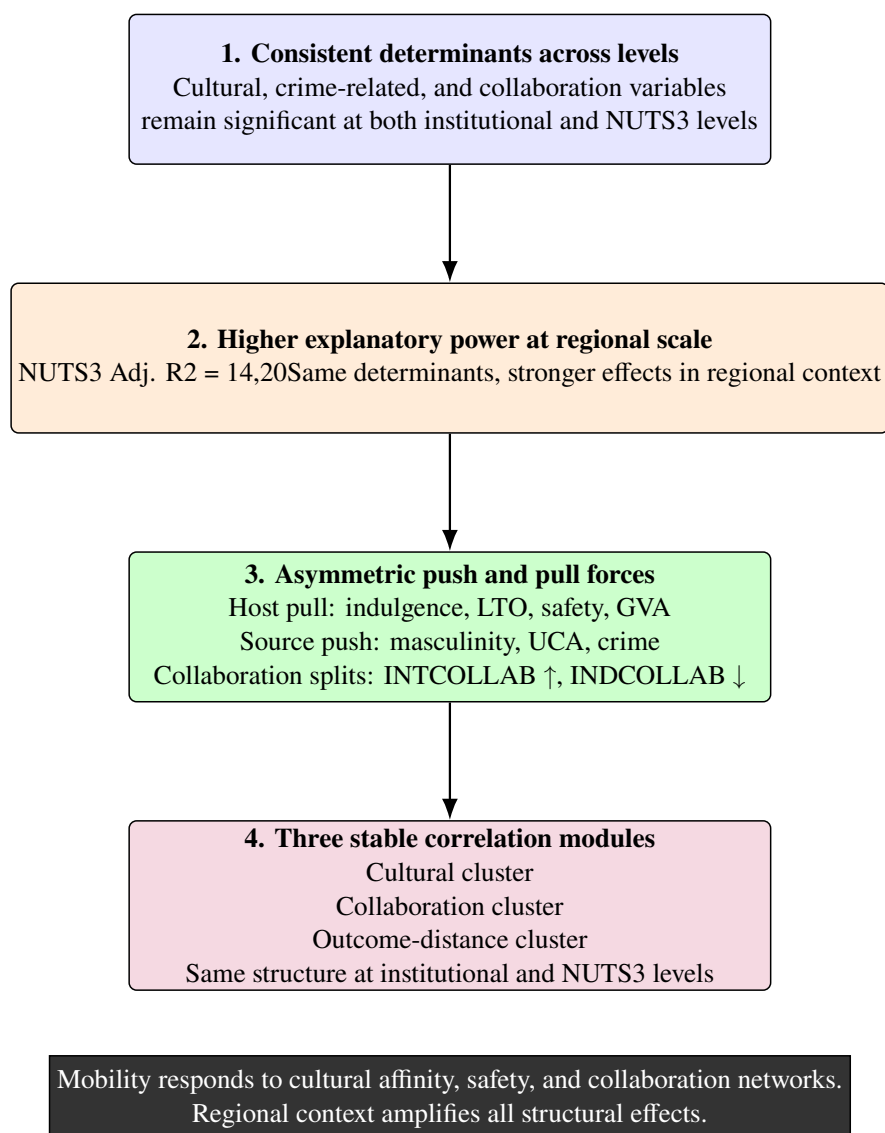 1. Consistent determinants across levels
Cultural, crime-related, and collaboration variables
remain significant at both institutional and NUTS3 levels
2. Higher explanatory power at regional scale
NUTS3 Adj. R2 = 14,20Same determinants, stronger effects in regional context
3. Asymmetric push and pull forces
Host pull: indulgence, LTO, safety, GVA
Source push: masculinity, UCA, crime
Collaboration splits: INTCOLLAB ↑, INDCOLLAB ↓
4. Three stable correlation modules
Cultural cluster
Collaboration cluster
Outcome-distance cluster
Same structure at institutional and NUTS3 levels
Mobility responds to cultural affinity, safety, and collaboration networks.
Regional context amplifies all structural effects.